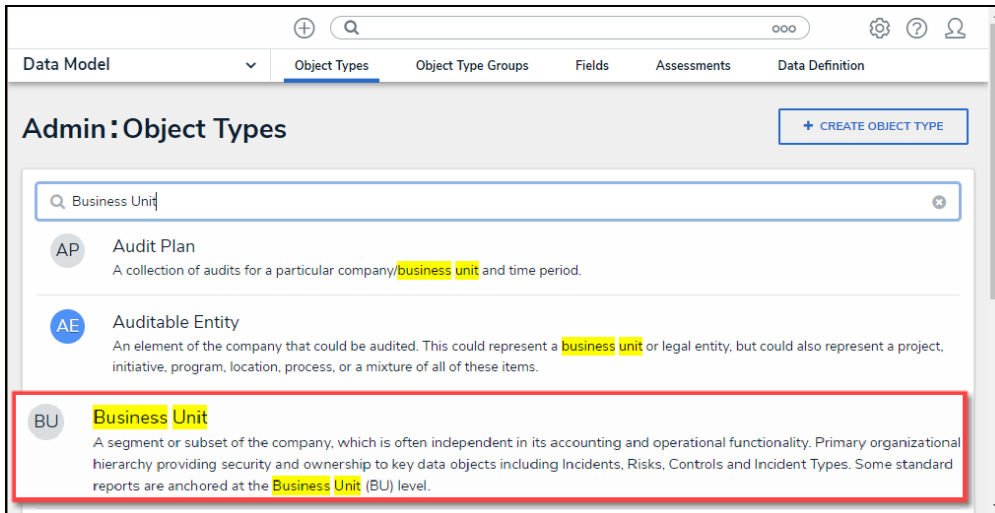 ooo
Data Model
Object Types
Object Type Groups
Fields
Assessments
Data Definition
Admin:Object Types
+ CREATE OBJECT TYPE
Business Unit
AP
Audit Plan
A collection of audits for a particular company/business unit and time period.
AE
Auditable Entity
An element of the company that could be audited. This could represent a business unit or legal entity, but could also represent a project,
initiative, program, location, process, or a mixture of all of these items.
BU
Business Unit
A segment or subset of the company, which is often independent in its accounting and operational functionality. Primary organizational
hierarchy providing security and ownership to key data objects including Incidents, Risks, Controls and Incident Types. Some standard
reports are anchored at the Business Unit (BU) level.